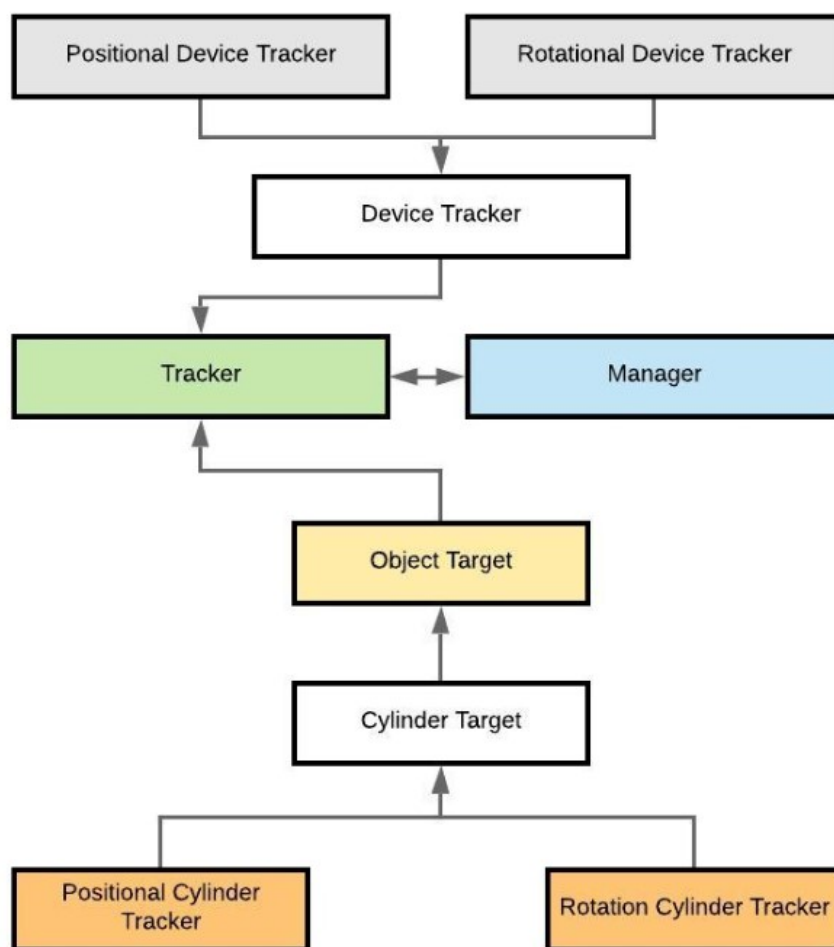 Positional Device Tracker
Rotational Device Tracker
Device Tracker
Tracker
Manager
Object Target
Cylinder Target
Positional Cylinder
Tracker
Rotation Cylinder Tracker